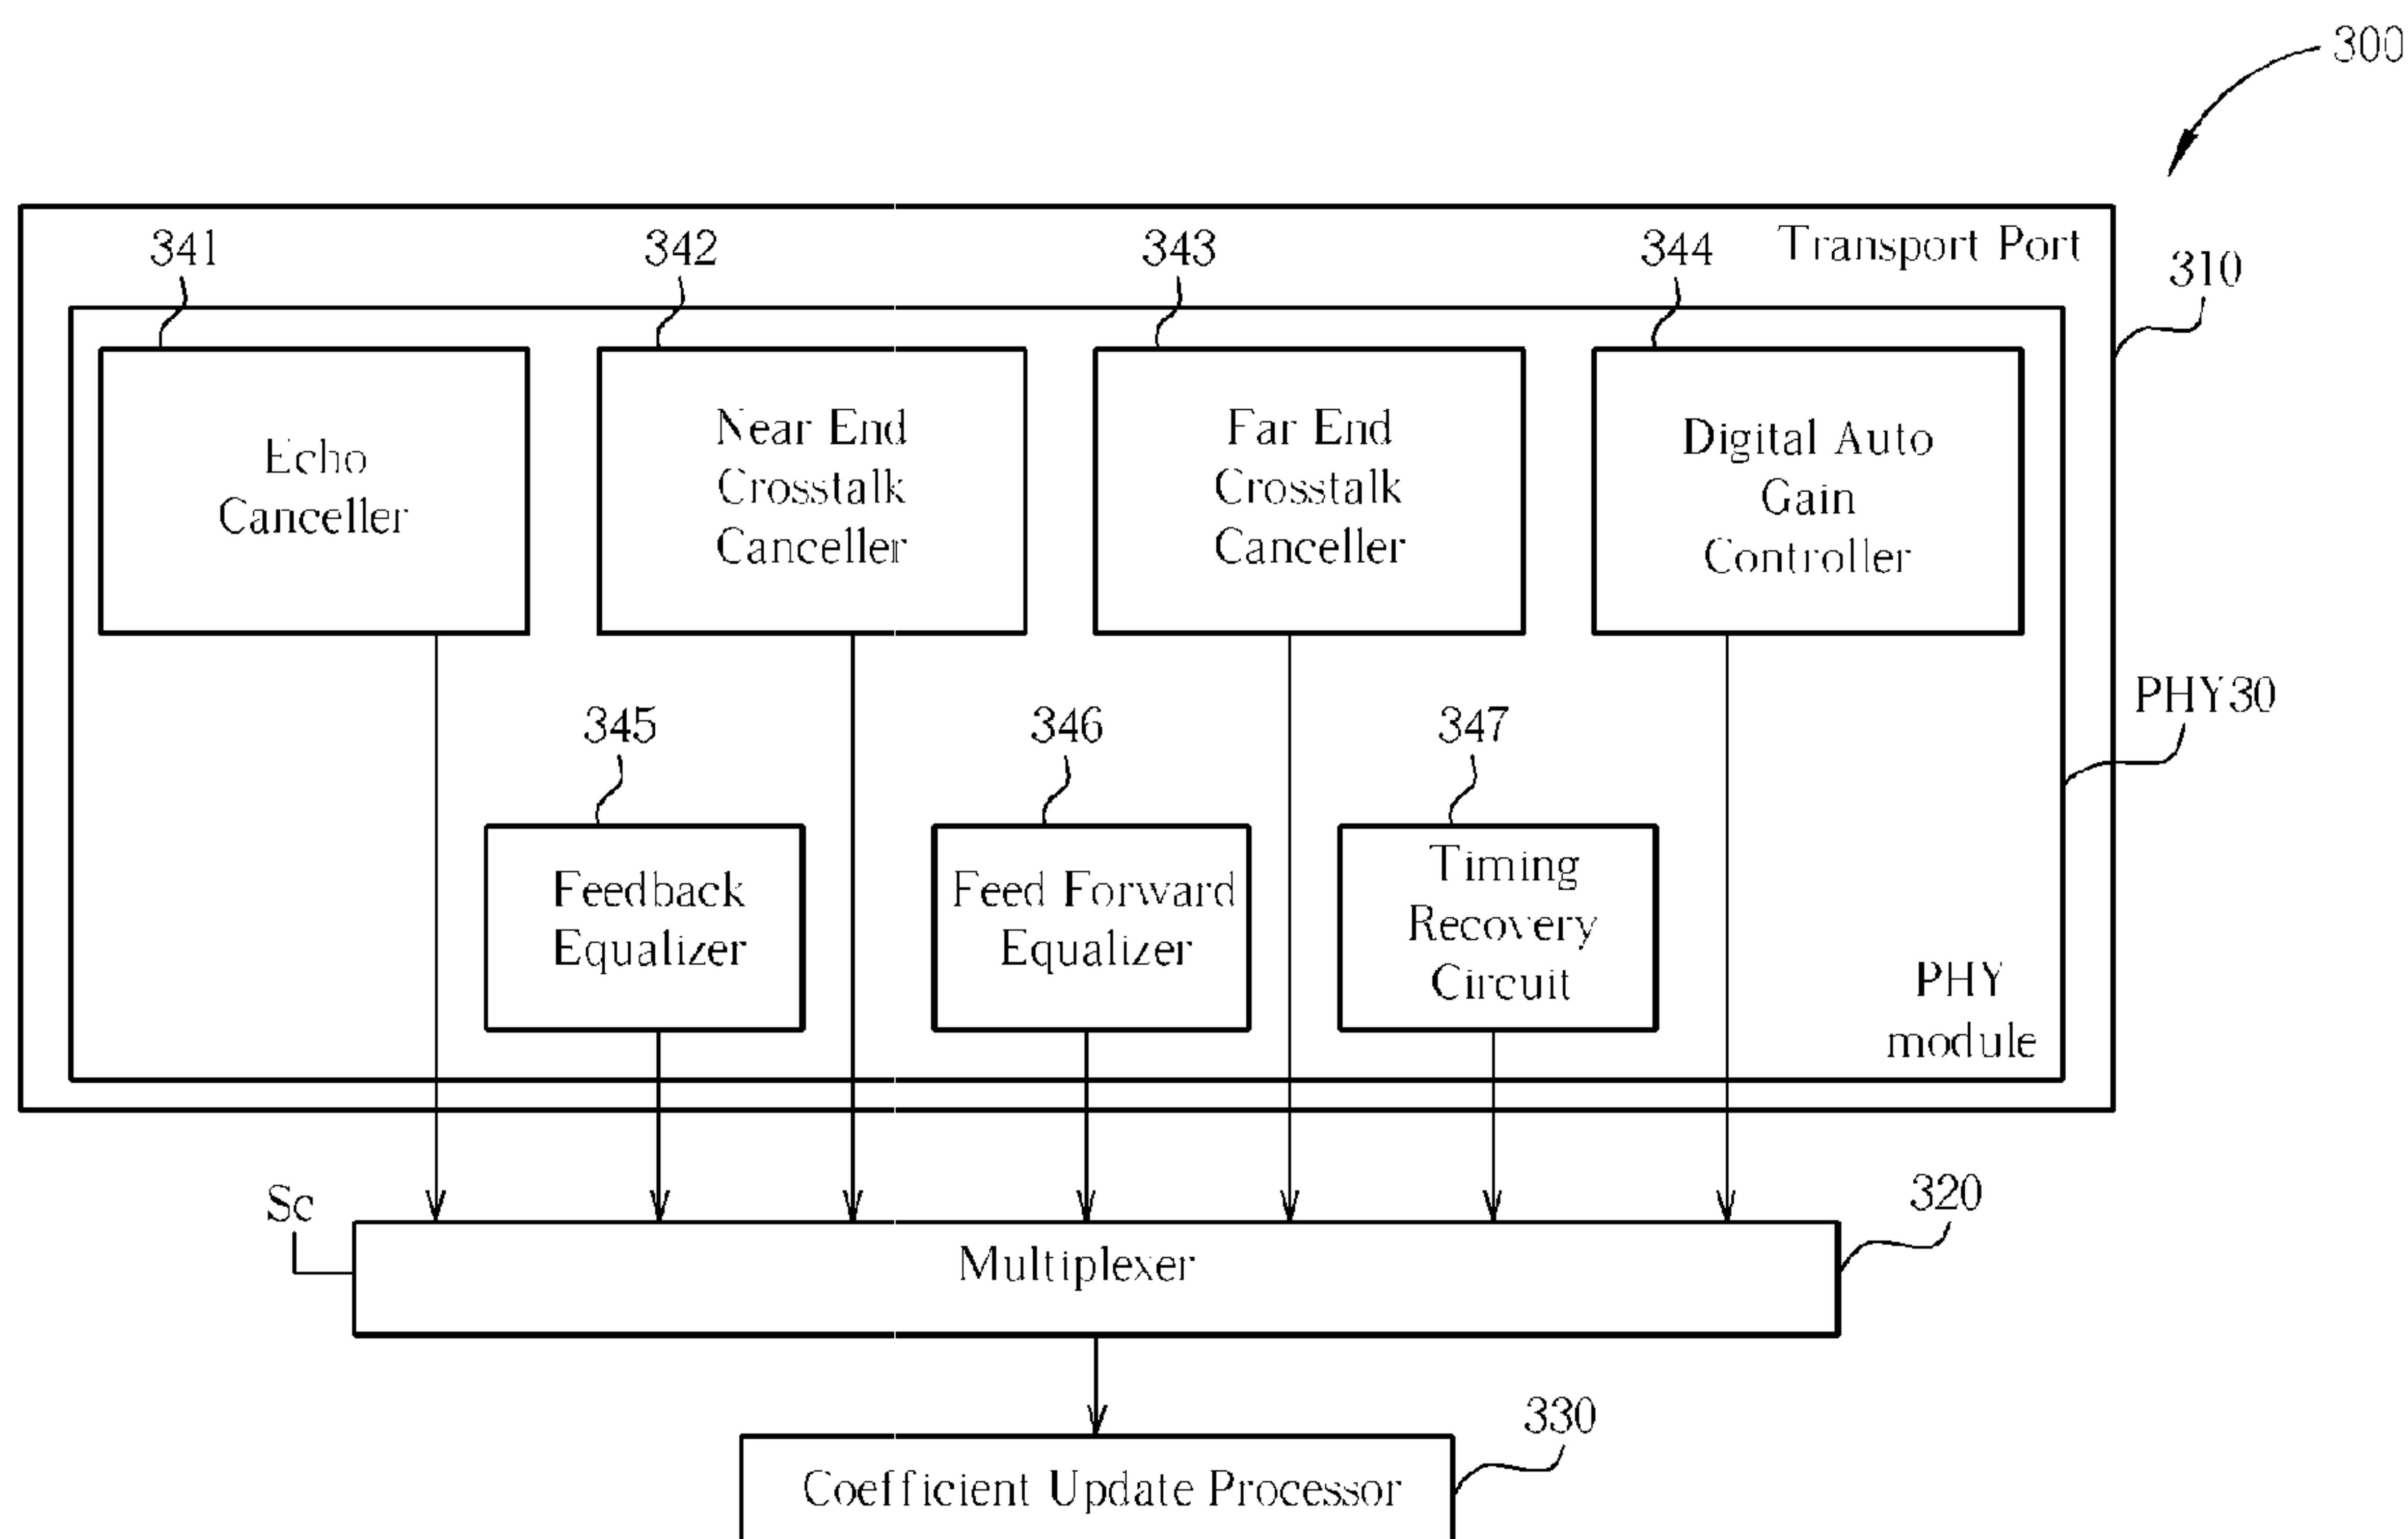 300
341
342
343
344
Transport Port
310
Echo
Canceller
Near End
Crosstalk
Canceller
Far End
Crosstalk
Canceller
Digital Auto
Gain
Controller
PHY30
345
346
347
Feedback
Equalizer
Feed Forward
Equalizer
Timing
Recovery
Circuit
PHY
module
Sc
320
Multiplexer
330
Coefficient Update Processor